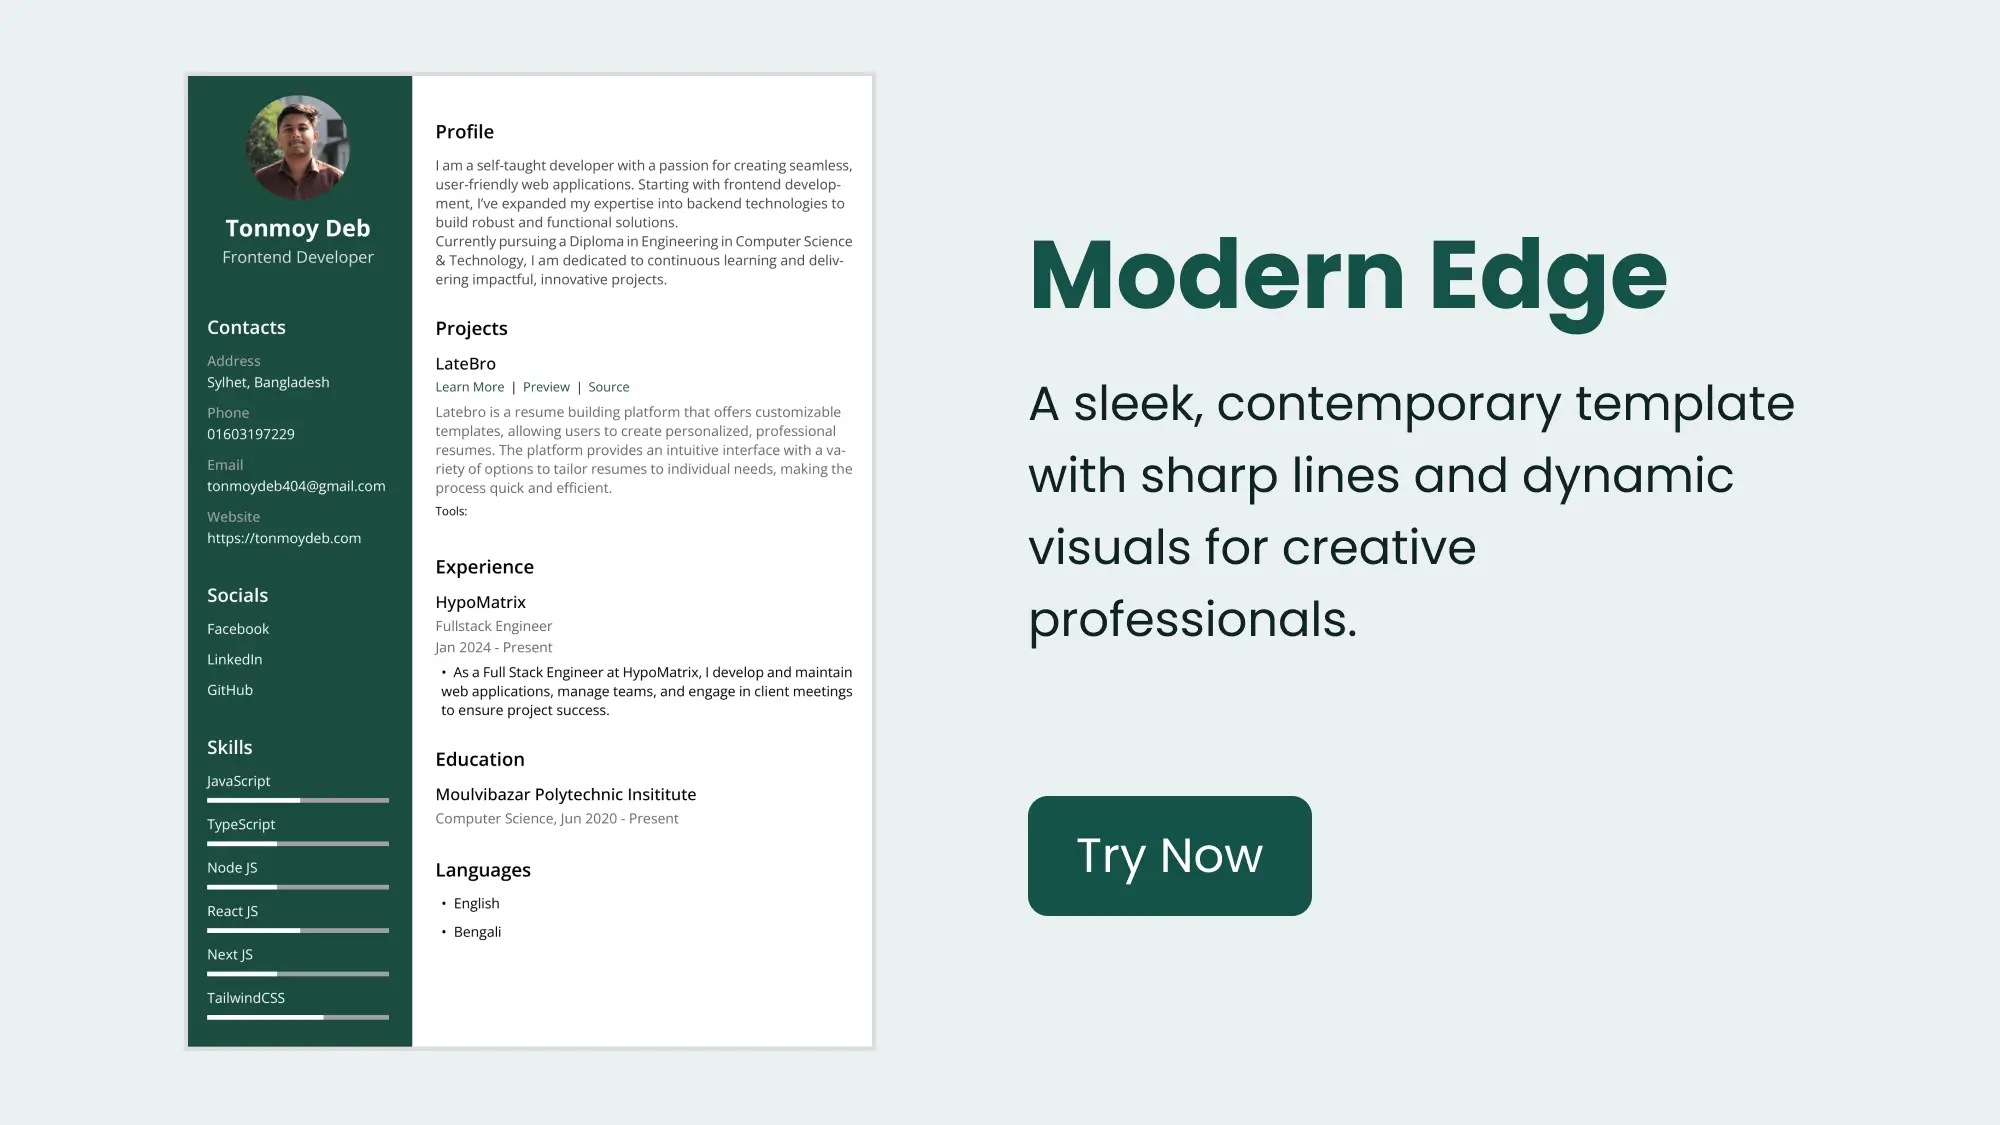 Tonmoy Deb
Frontend Developer
Contacts
Address
Sylhet, Bangladesh
Phone
01603197229
Email
tonmoydeb404@gmail.com
Website
https://tonmoydeb.com
Socials
Facebook
LinkedIn
GitHub
Skills
JavaScript
TypeScript
Node JS
React JS
Next JS
TailwindCSS
Profile
I am a self-taught developer with a passion for creating seamless,
user-friendly web applications. Starting with frontend develop-
ment, I’ve expanded my expertise into backend technologies to
build robust and functional solutions.
Currently pursuing a Diploma in Engineering in Computer Science
& Technology, I am dedicated to continuous learning and deliv-
ering impactful, innovative projects.
Projects
LateBro
Learn More | Preview | Source
Latebro is a resume building platform that offers customizable
templates, allowing users to create personalized, professional
resumes. The platform provides an intuitive interface with a va-
riety of options to tailor resumes to individual needs, making the
process quick and efficient.
Tools:
Experience
HypoMatrix
Fullstack Engineer
Jan 2024 - Present
• As a Full Stack Engineer at HypoMatrix, I develop and maintain
web applications, manage teams, and engage in client meetings
to ensure project success.
Education
Moulvibazar Polytechnic Insititute
Computer Science, Jun 2020 - Present
Languages
• English
• Bengali
Modern Edge
A sleek, contemporary template
with sharp lines and dynamic
visuals for creative
professionals.
Try Now